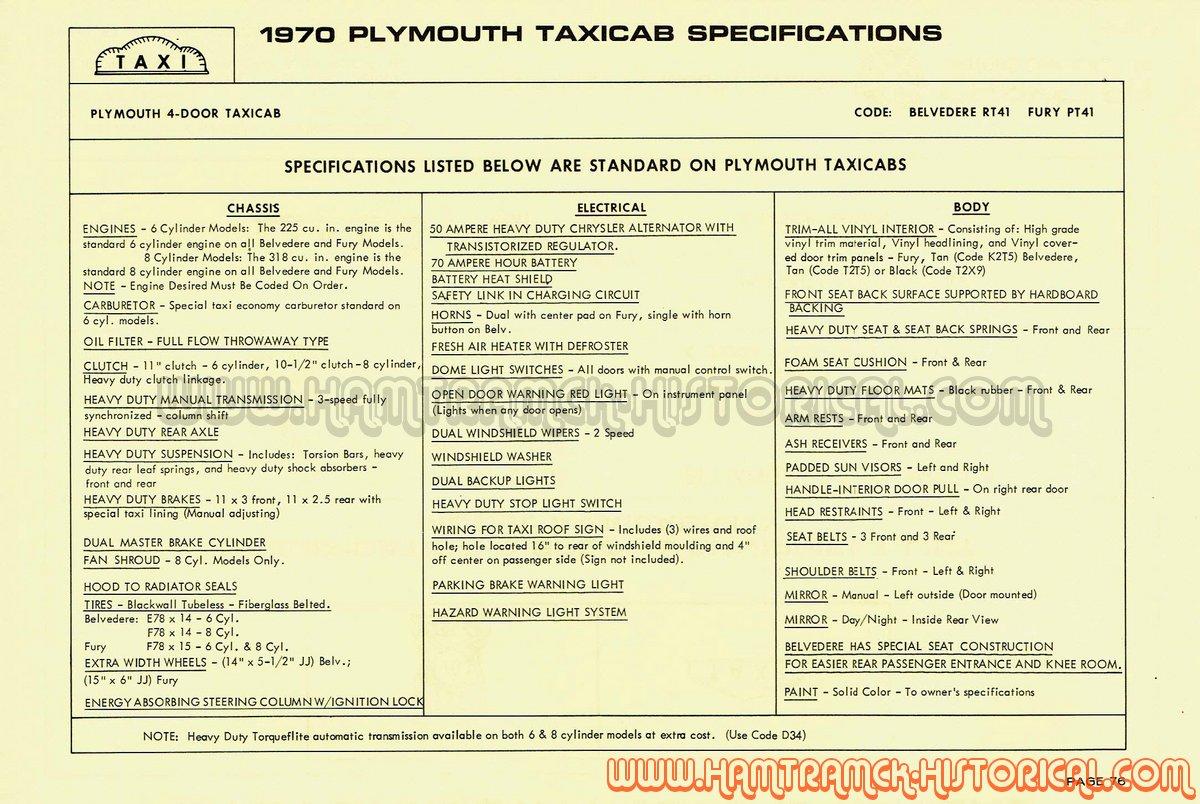 1970 PLYMOUTH TAXICAB SPECIFICATIONS
TAXI
PLYMOUTH 4-DOOR TAXICAB
CODE: BELVEDERE RT41 FURY PT41
SPECIFICATIONS LISTED BELOW ARE STANDARD ON PLYMOUTH TAXICABS
CHASSIS
ENGINES - 6 Cylinder Models: The 225 cu. in. engine is the
standard 6 cylinder engine on all Belvedere and Fury Models.
8 Cylinder Models: The 318 cu. in. engine is the
standard 8 cylinder engine on all Belvedere and Fury Models.
NOTE - Engine Desired Must Be Coded On Order.
CARBURETOR - Special taxi economy carburetor standard on
6 cyl. models.
OIL FILTER - FULL FLOW THROWAWAY TYPE
CLUTCH - 11" clutch - 6 cylinder, 10-1/2" clutch-8 cylinder,
Heavy duty clutch linkage.
HEAVY DUTY MANUAL TRANSMISSION - 3-speed fully
synchronized - column shift
HEAVY DUTY REAR AXLE
HEAVY DUTY SUSPENSION - Includes: Torsion Bars, heavy
duty rear leaf springs, and heavy duty shock absorbers -
front and rear
HEAVY DUTY BRAKES - 11 x 3 front, 11 x 2.5 rear with
special taxi lining (Manual adjusting)
DUAL MASTER BRAKE CYLINDER
FAN SHROUD - 8 Cyl. Models Only.
HOOD TO RADIATOR SEALS
TIRES - Blackwall Tubeless - Fiberglass Belted.
Belvedere: E78 x 14 - 6 Cyl.
F78 x 14 - 8 Cyl.
Fury F78 x 15 - 6 Cyl. & 8 Cyl.
EXTRA WIDTH WHEELS - (14" x 5-1/2" JJ) Belv.;
(15" x 6" JJ) Fury
ENERGY ABSORBING STEERING COLUMN W/IGNITION LOCK
ELECTRICAL
50 AMPERE HEAVY DUTY CHRYSLER ALTERNATOR WITH
TRANSISTORIZED REGULATOR.
70 AMPERE HOUR BATTERY
BATTERY HEAT SHIELD
SAFETY LINK IN CHARGING CIRCUIT
HORNS - Dual with center pad on Fury, single with horn
button on Belv.
FRESH AIR HEATER WITH DEFROSTER
DOME LIGHT SWITCHES - All doors with manual control switch.
OPEN DOOR WARNING RED LIGHT - On instrument panel
(Lights when any door opens)
DUAL WINDSHIELD WIPERS - 2 Speed
WINDSHIELD WASHER
DUAL BACKUP LIGHTS
HEAVY DUTY STOP LIGHT SWITCH
WIRING FOR TAXI ROOF SIGN - Includes (3) wires and roof
hole; hole located 16" to rear of windshield moulding and 4"
off center on passenger side (Sign not included).
PARKING BRAKE WARNING LIGHT
HAZARD WARNING LIGHT SYSTEM
BODY
TRIM-ALL VINYL INTERIOR - Consisting of: High grade
vinyl trim material, Vinyl headlining, and Vinyl cover-
ed door trim panels - Fury, Tan (Code K2T5) Belvedere,
Tan (Code T2T5) or Black (Code T2X9)
FRONT SEAT BACK SURFACE SUPPORTED BY HARDBOARD
BACKING
HEAVY DUTY SEAT & SEAT BACK SPRINGS - Front and Rear
FOAM SEAT CUSHION - Front & Rear
HEAVY DUTY FLOOR MATS - Black rubber - Front & Rear
ARM RESTS - Front and Rear
ASH RECEIVERS - Front and Rear
PADDED SUN VISORS - Left and Right
HANDLE-INTERIOR DOOR PULL - On right rear door
HEAD RESTRAINTS - Front - Left & Right
SEAT BELTS - 3 Front and 3 Rear
SHOULDER BELTS - Front - Left & Right
MIRROR - Manual - Left outside (Door mounted)
MIRROR - Day/Night - Inside Rear View
BELVEDERE HAS SPECIAL SEAT CONSTRUCTION
FOR EASIER REAR PASSENGER ENTRANCE AND KNEE ROOM.
PAINT - Solid Color - To owner's specifications
www.HAMTRAMCK-HISTORICAL.com
NOTE: Heavy Duty Torqueflite automatic transmission available on both 6 & 8 cylinder models at extra cost. (Use Code D34)
PAGE 76
www.HAMTRAMCK-HISTORICAL.com